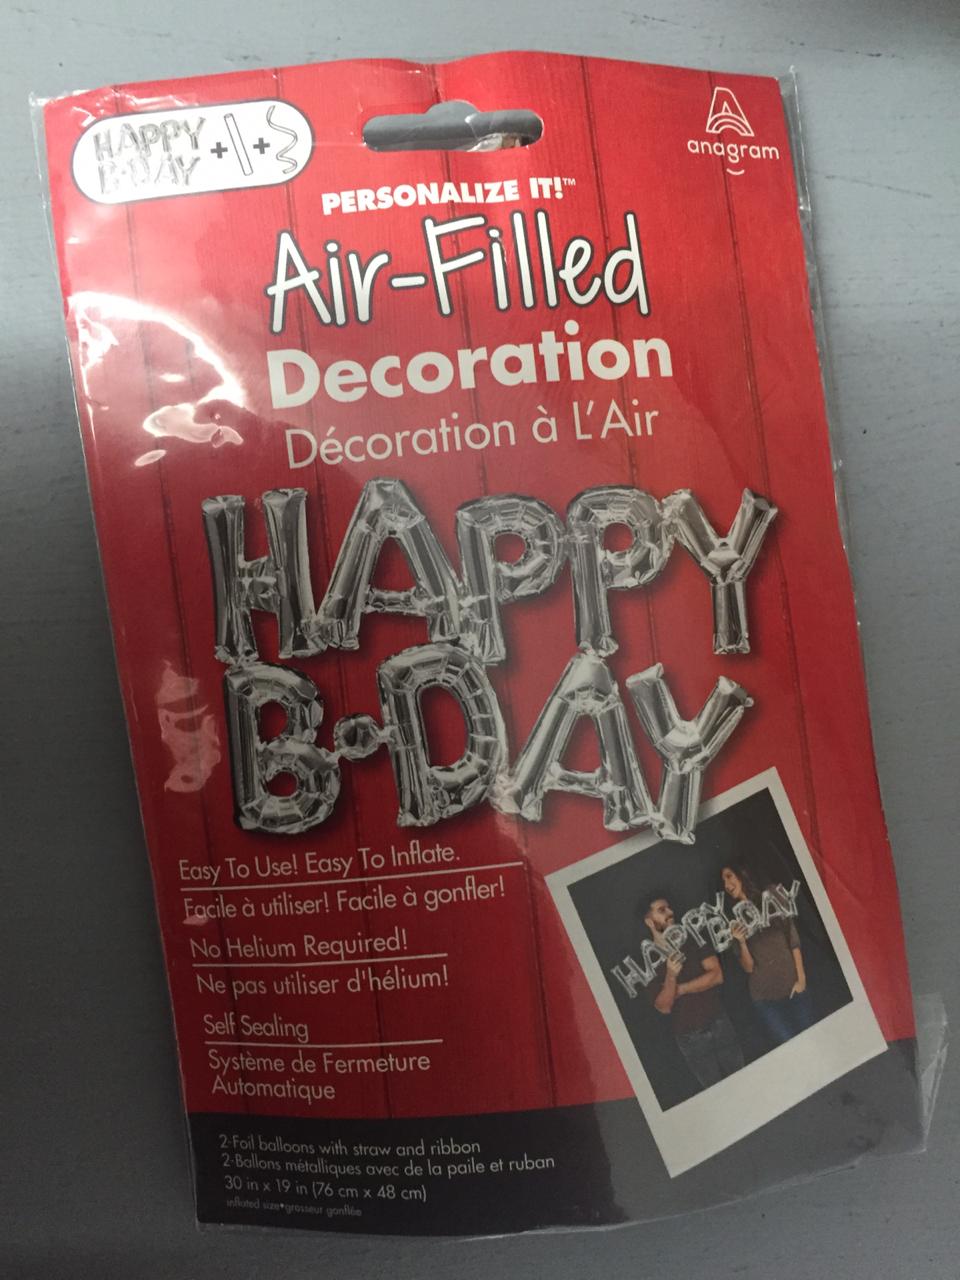 HAPPY
B-DAY
+ +
anagram
PERSONALIZE IT!™
Air-Filled
Decoration
Décoration à L'Air
HAPPY
B-DAY
Easy To Use! Easy To Inflate.
Facile à utiliser! Facile à gonfler!
No Helium Required!
Ne pas utiliser d'hélium!
Self Sealing
Système de Fermeture
Automatique
HAPPY
B-DAY
2-Foil balloons with straw and ribbon
2-Ballons métalliques avec de la paile et ruban
30 in x 19 in (76 cm x 48 cm)
inflated size•grosseur gonflée